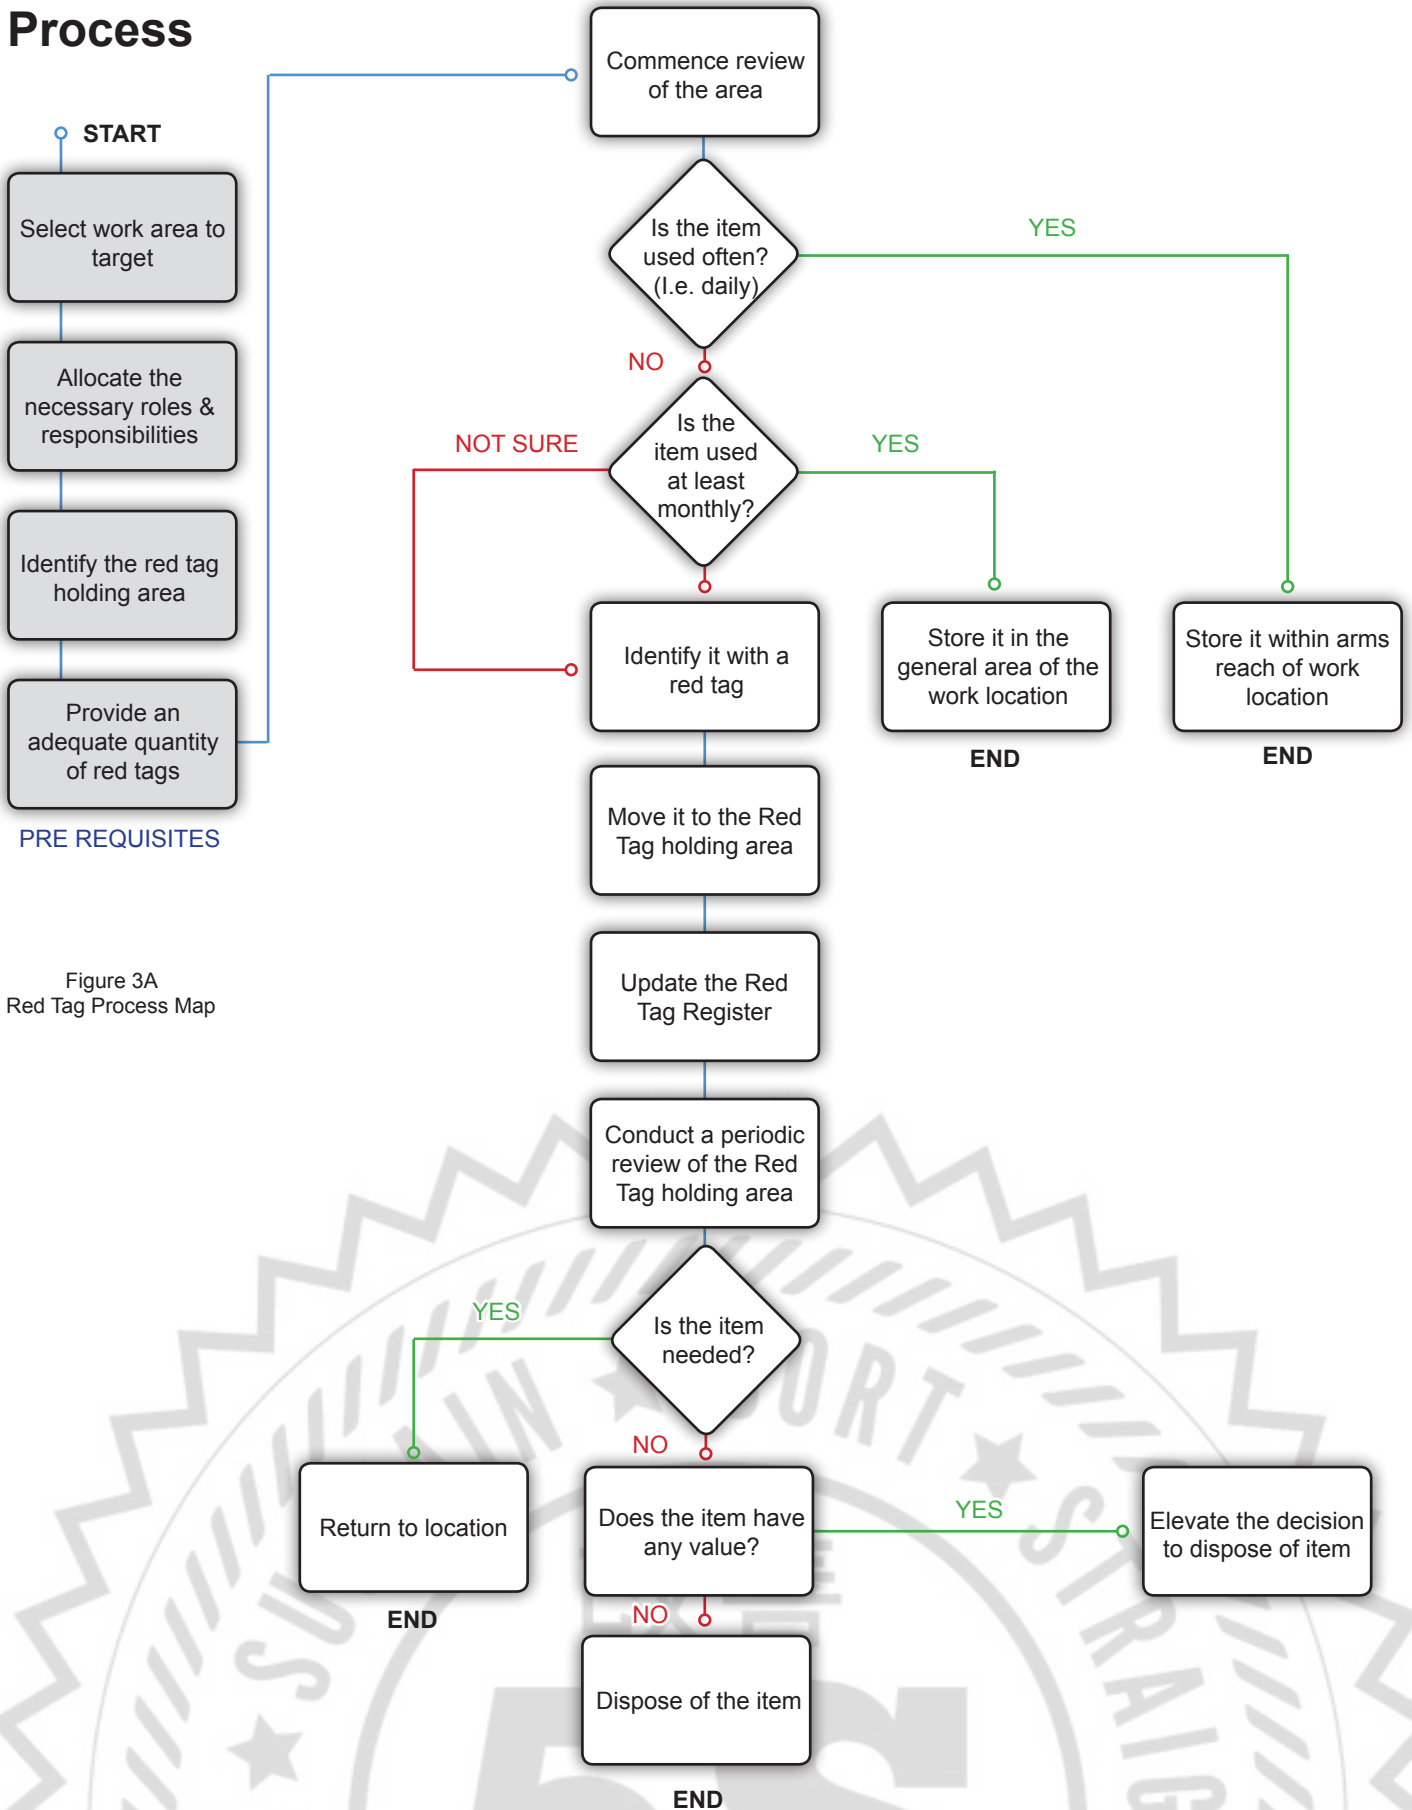 Process
START
Select work area to
target
Allocate the
necessary roles &
responsibilities
Identify the red tag
holding area
Provide an
adequate quantity
of red tags
PRE REQUISITES
Figure 3A
Red Tag Process Map
Commence review
of the area
Is the item
used often?
(I.e. daily)
YES
NO
Is the
item used
at least
monthly?
NOT SURE
YES
Identify it with a
red tag
Store it in the
general area of the
work location
END
Store it within arms
reach of work
location
END
Move it to the Red
Tag holding area
Update the Red
Tag Register
Conduct a periodic
review of the Red
Tag holding area
Is the item
needed?
YES
NO
Return to location
END
Does the item have
any value?
YES
Elevate the decision
to dispose of item
NO
Dispose of the item
END
SORT
5S